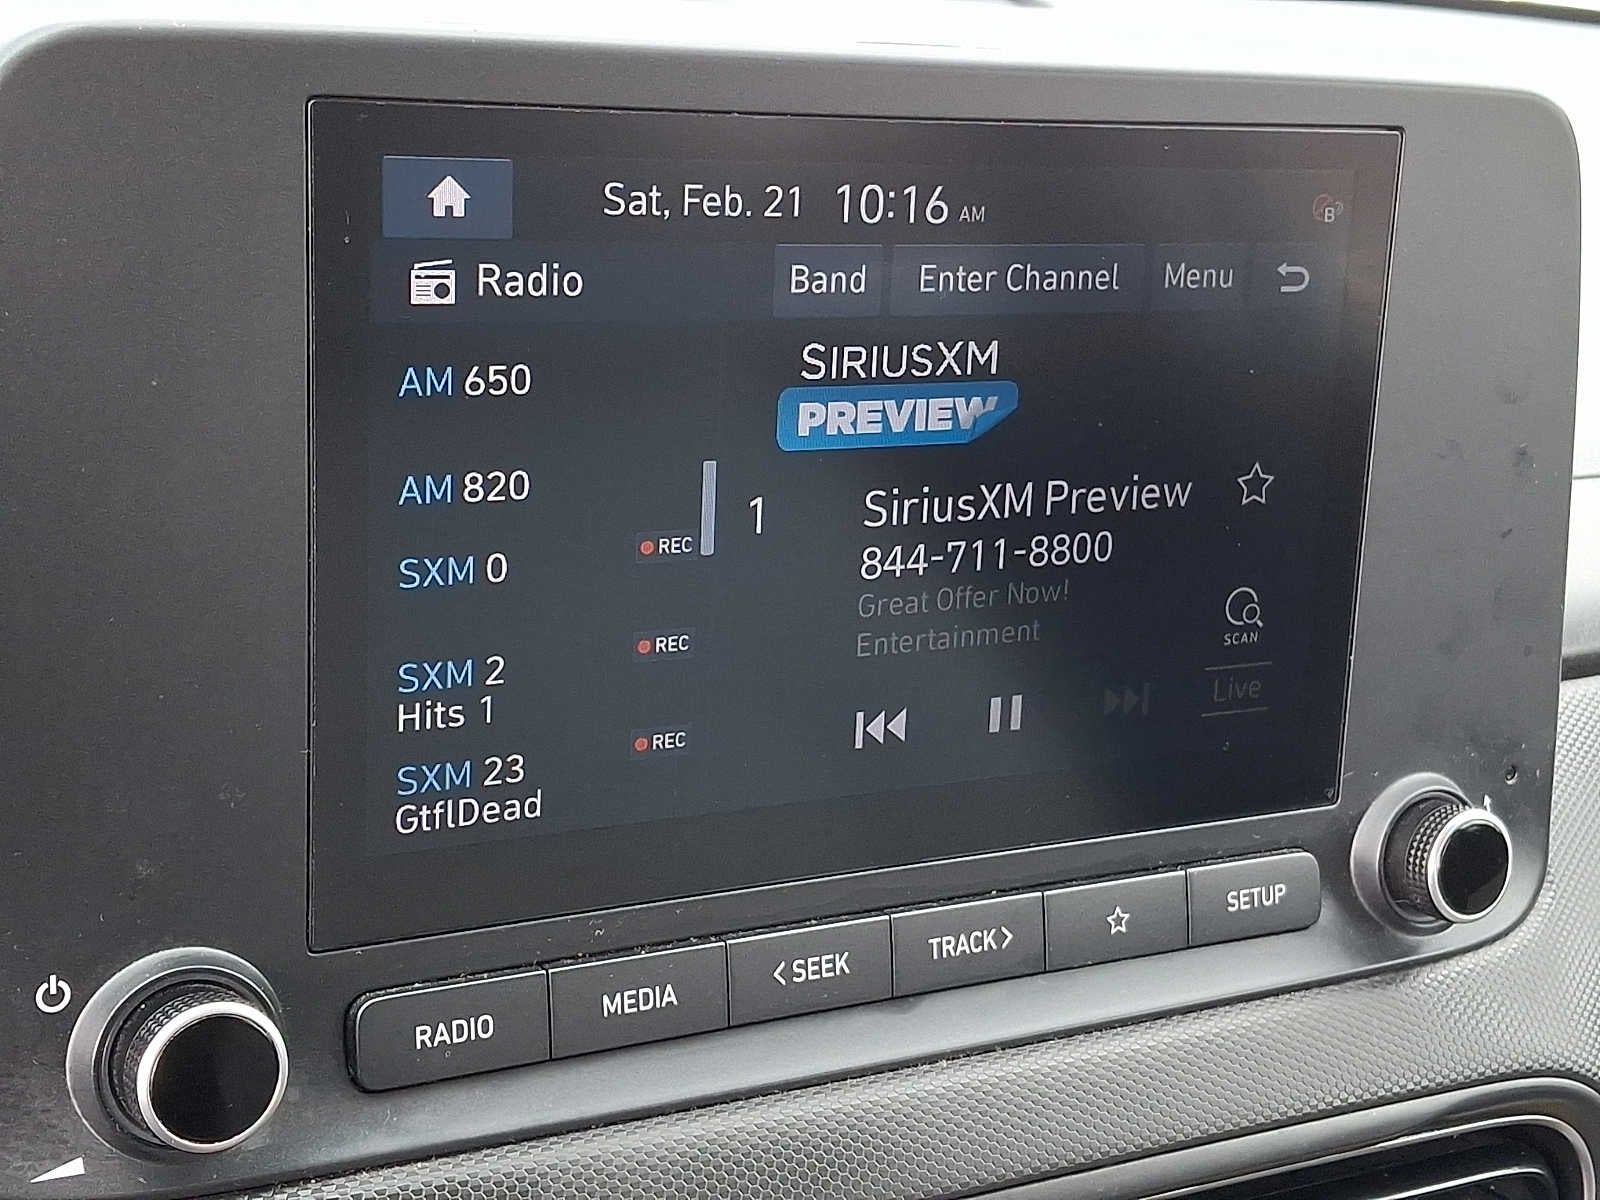 Sat, Feb. 21 10:16 AM
B
Radio Band Enter Channel Menu
AM 650
AM 820
SXM 0
REC
SXM 2
Hits 1
REC
SXM 23
GtflDead
REC
SIRIUSXM
PREVIEW
1 SiriusXM Preview
844-711-8800
Great Offer Now!
Entertainment
SCAN
Live
RADIO MEDIA <SEEK TRACK> SETUP